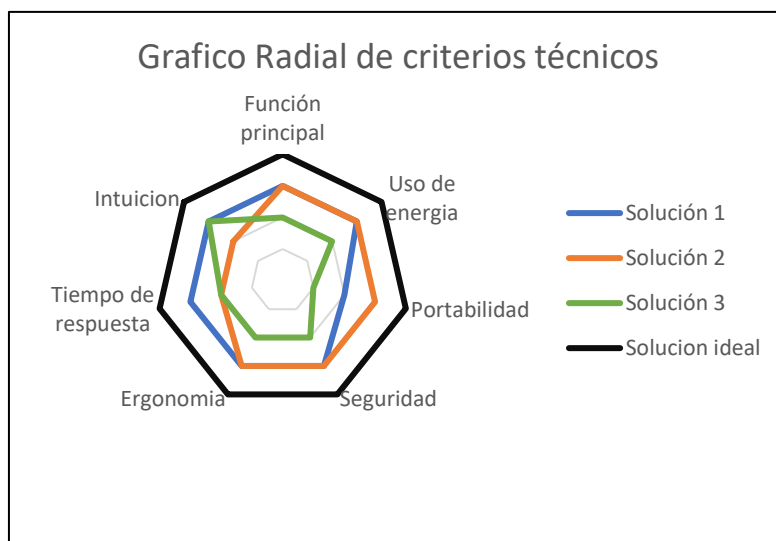 Grafico Radial de criterios técnicos
Función
principal
Uso de
energia
Portabilidad
Seguridad
Ergonomia
Tiempo de
respuesta
Intuicion
Solución 1
Solución 2
Solución 3
Solucion ideal